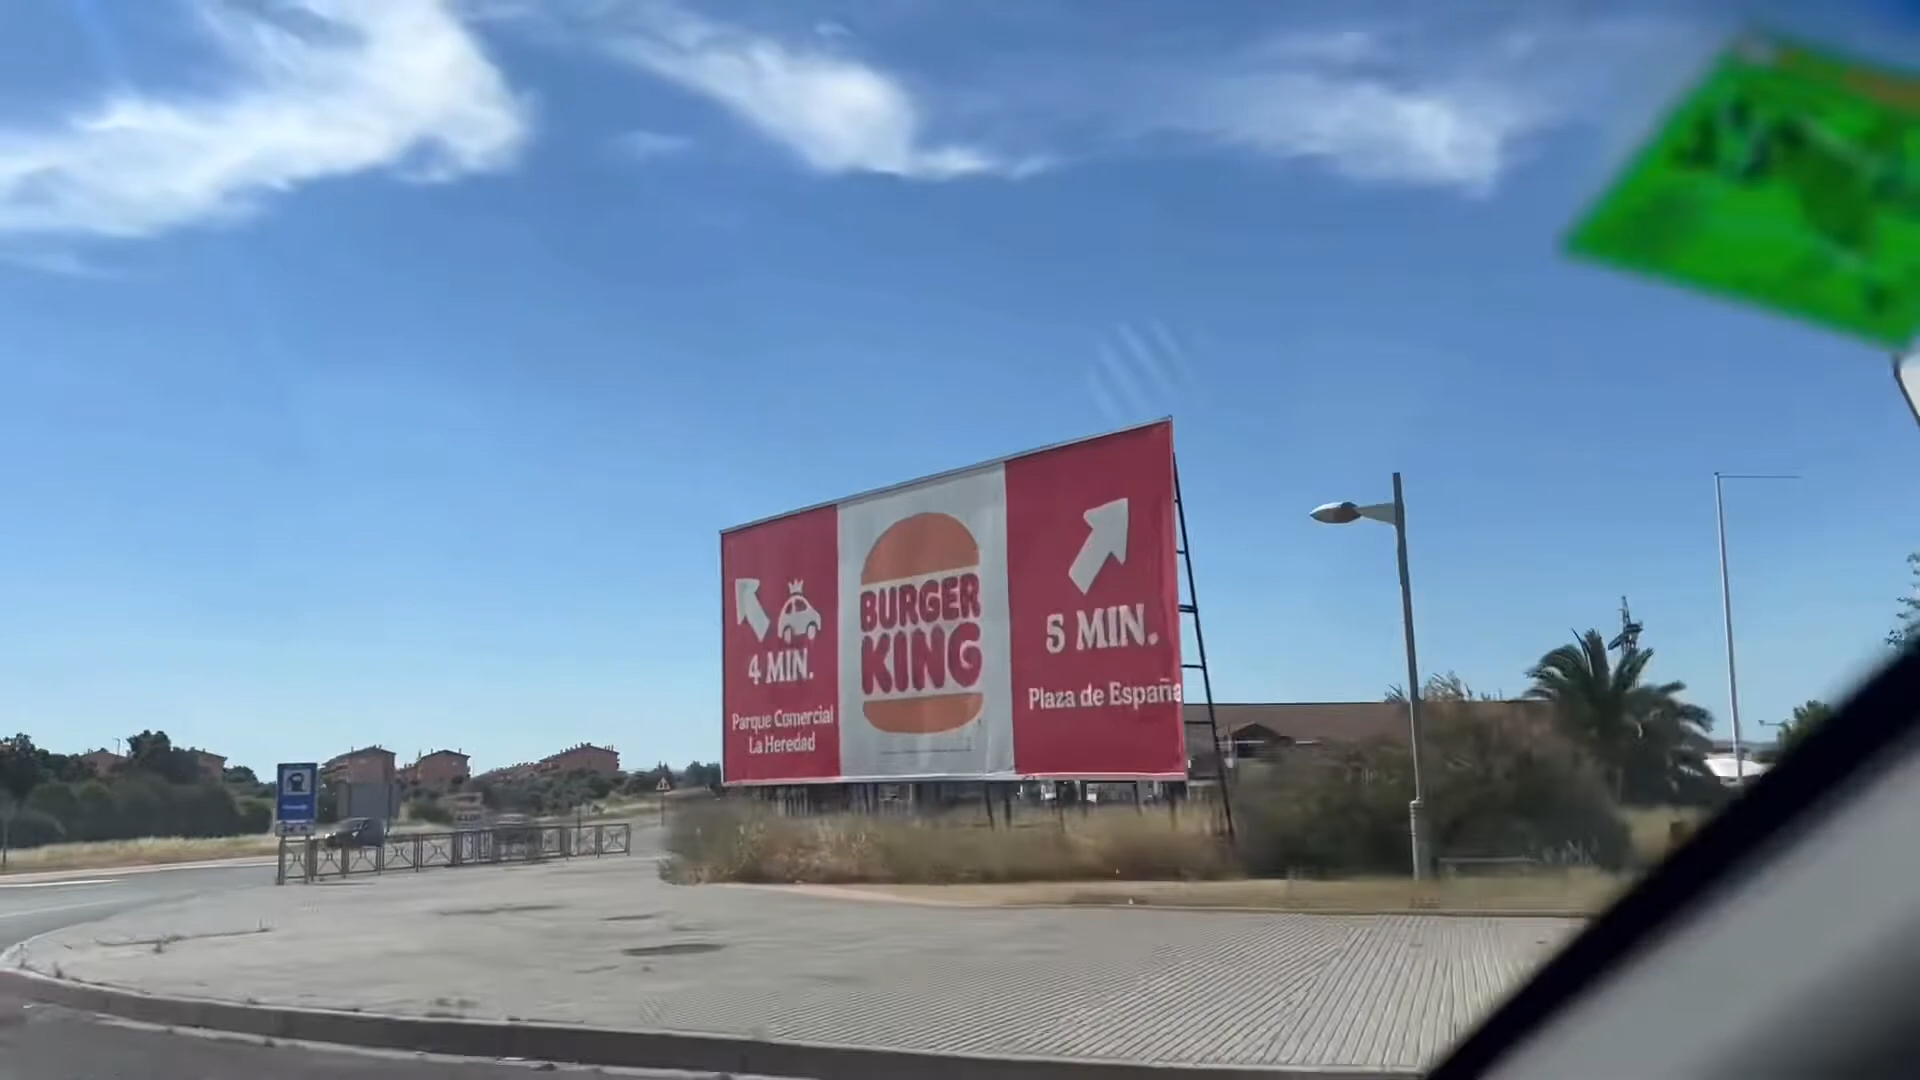 4 MIN.
Parque Comercial
La Heredad
BURGER
KING
5 MIN.
Plaza de España